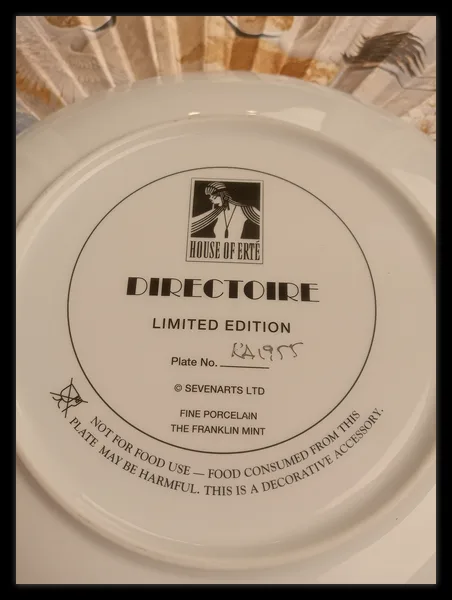 HOUSE OF ERTÉ
DIRECTOIRE
LIMITED EDITION
Plate No. RA1955
© SEVENARTS LTD
FINE PORCELAIN
THE FRANKLIN MINT
NOT FOR FOOD USE — FOOD CONSUMED FROM THIS
PLATE MAY BE HARMFUL. THIS IS A DECORATIVE ACCESSORY.